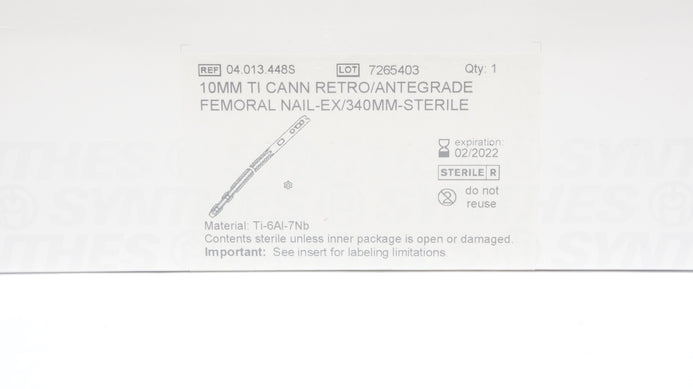 REF 04.013.448S LOT 7265403 Qty: 1
10MM TI CANN RETRO/ANTEGRADE
FEMORAL NAIL-EX/340MM-STERILE
expiration:
02/2022
STERILE R
do not
reuse
Material: Ti-6Al-7Nb
Contents sterile unless inner package is open or damaged.
Important: See insert for labeling limitations
SYNTHES